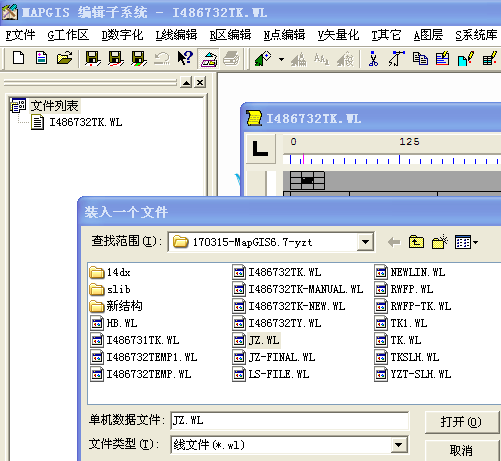 MAPGIS 编辑子系统 - I486732TK.WL
F文件 G工作区 D数字化 L线编辑 R区编辑 N点编辑 V矢量化 T其它 A图层 S系统库
文件列表
I486732TK.WL
I486732TK.WL
L
0 125
装入一个文件
查找范围(I): 170315-MapGIS6.7-yzt
14dx
slib
新结构
HB.WL
I486731TK.WL
I486732TEMP1.WL
I486732TEMP.WL
I486732TK.WL
I486732TK-MANUAL.WL
I486732TK-NEW.WL
I486732TY.WL
JZ.WL
JZ-FINAL.WL
LS-FILE.WL
NEWLIN.WL
RWFP.WL
RWFP-TK.WL
TK1.WL
TK.WL
TKSLH.WL
YZT-SLH.WL
单机数据文件: JZ.WL 打开(O)
文件类型(T): 线文件(*.wl) 取消